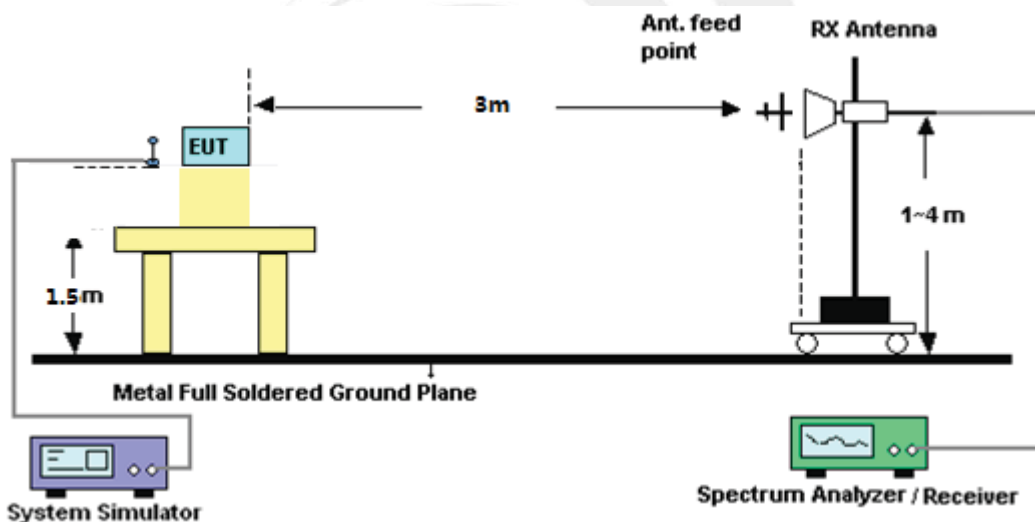 Ant. feed
point
RX Antenna
3m
EUT
1~4 m
1.5m
Metal Full Soldered Ground Plane
System Simulator
Spectrum Analyzer / Receiver